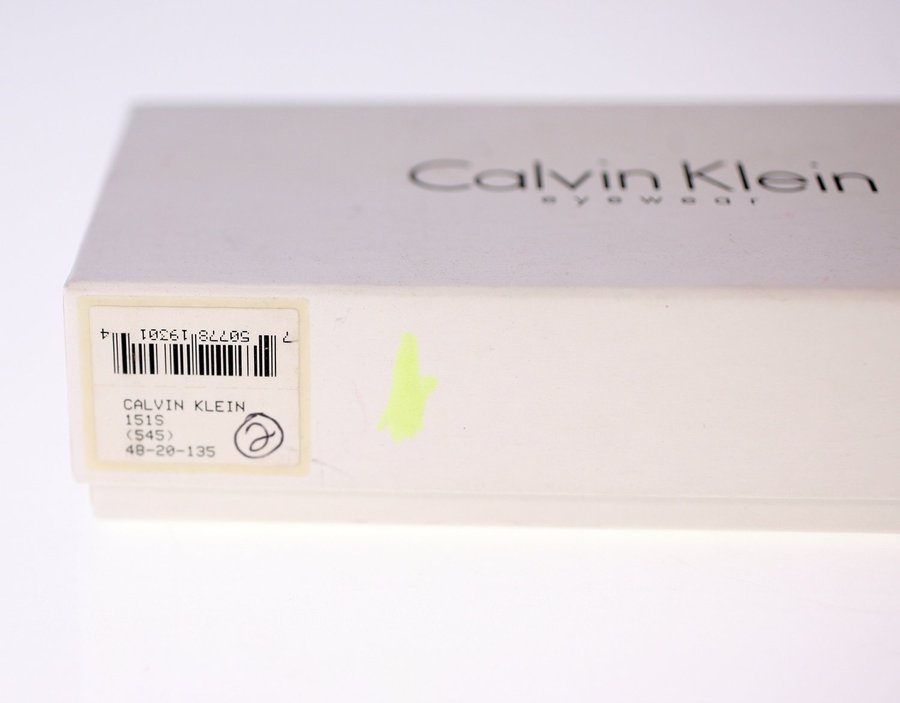 Calvin Klein
eyewear
7 50778 19301 4
CALVIN KLEIN
151S
(545)
48-20-135
2